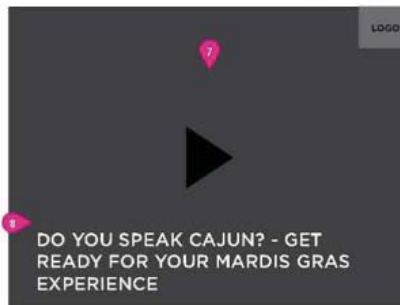 LOGO
7
8
DO YOU SPEAK CAJUN? - GET
READY FOR YOUR MARDIS GRAS
EXPERIENCE